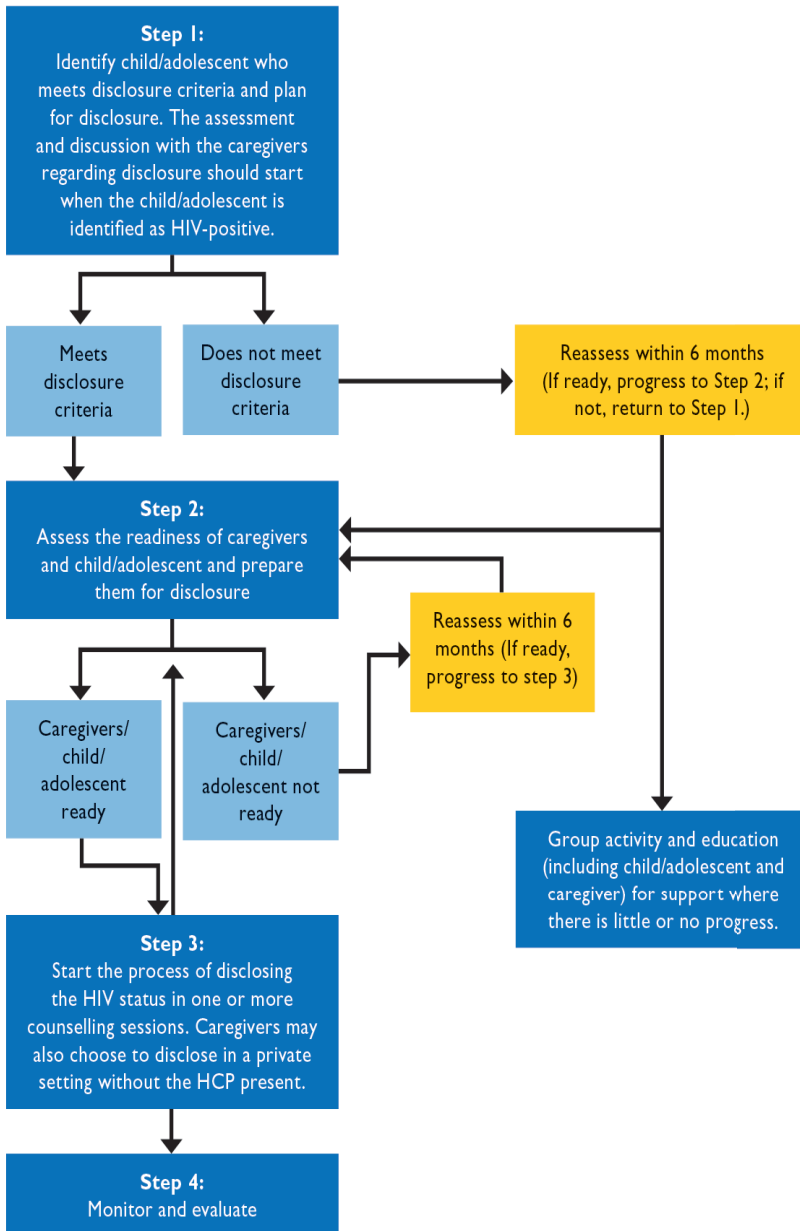 Step 1:
Identify child/adolescent who
meets disclosure criteria and plan
for disclosure. The assessment
and discussion with the caregivers
regarding disclosure should start
when the child/adolescent is
identified as HIV-positive.
Meets
disclosure
criteria
Does not meet
disclosure
criteria
Reassess within 6 months
(If ready, progress to Step 2; if
not, return to Step 1.)
Step 2:
Assess the readiness of caregivers
and child/adolescent and prepare
them for disclosure
Reassess within 6
months (If ready,
progress to step 3)
Caregivers/
child/
adolescent
ready
Caregivers/
child/
adolescent not
ready
Group activity and education
(including child/adolescent and
caregiver) for support where
there is little or no progress.
Step 3:
Start the process of disclosing
the HIV status in one or more
counselling sessions. Caregivers may
also choose to disclose in a private
setting without the HCP present.
Step 4:
Monitor and evaluate